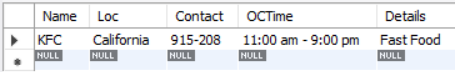 Name Loc Contact OCTime Details
KFC California 915-208 11:00 am - 9:00 pm Fast Food
NULL NULL NULL NULL NULL